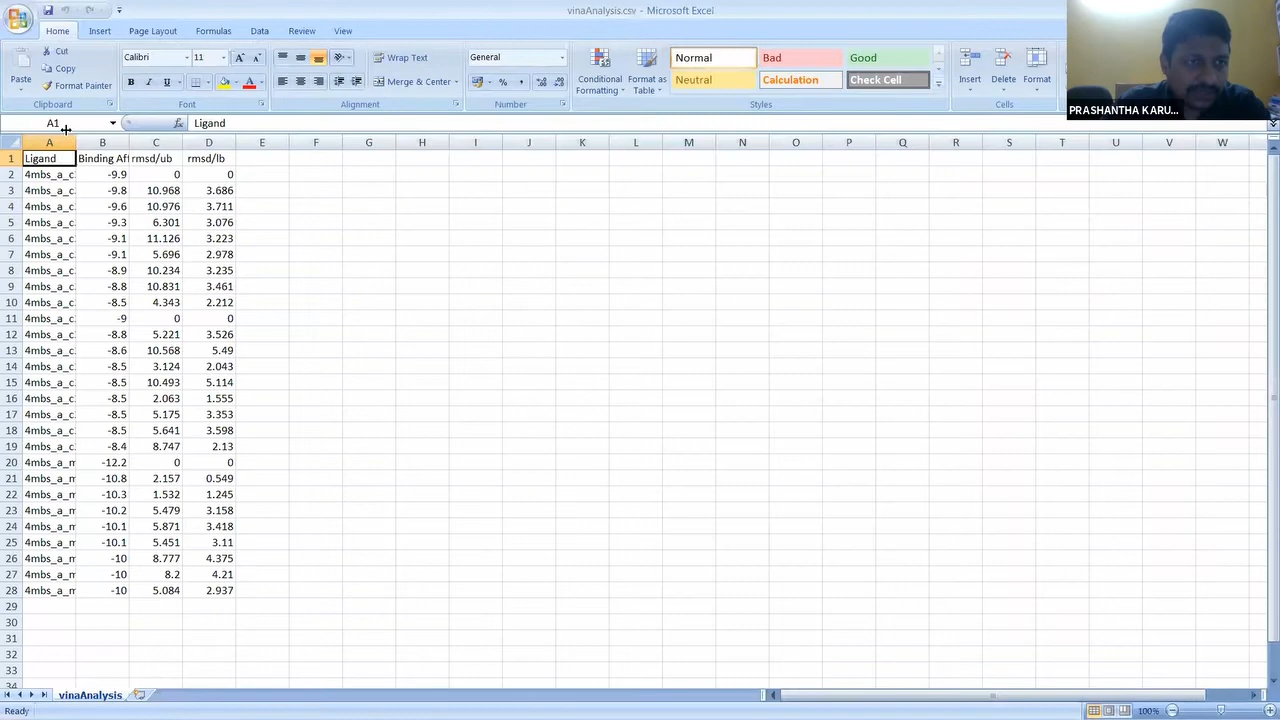 vinaAnalysis.csv - Microsoft Excel
Home Insert Page Layout Formulas Data Review View
Cut
Copy
Format Painter
Paste
Clipboard
Calibri 11
B I U
Font
Wrap Text
Merge & Center
Alignment
General
Number
Conditional Formatting
Format as Table
Normal Bad Good
Neutral Calculation Check Cell
Styles
Insert Delete Format
Cells
PRASHANTHA KARU...
A1 fx Ligand
A B C D E F G H I J K L M N O P Q R S T U V W
1 Ligand Binding Aff rmsd/ub rmsd/lb
2 4mbs_a_c -9.9 0 0
3 4mbs_a_c -9.8 10.968 3.686
4 4mbs_a_c -9.6 10.976 3.711
5 4mbs_a_c -9.3 6.301 3.076
6 4mbs_a_c -9.1 11.126 3.223
7 4mbs_a_c -9.1 5.696 2.978
8 4mbs_a_c -8.9 10.234 3.235
9 4mbs_a_c -8.8 10.831 3.461
10 4mbs_a_c -8.5 4.343 2.212
11 4mbs_a_c -9 0 0
12 4mbs_a_c -8.8 5.221 3.526
13 4mbs_a_c -8.6 10.568 5.49
14 4mbs_a_c -8.5 3.124 2.043
15 4mbs_a_c -8.5 10.493 5.114
16 4mbs_a_c -8.5 2.063 1.555
17 4mbs_a_c -8.5 5.175 3.353
18 4mbs_a_c -8.5 5.641 3.598
19 4mbs_a_c -8.4 8.747 2.13
20 4mbs_a_m -12.2 0 0
21 4mbs_a_m -10.8 2.157 0.549
22 4mbs_a_m -10.3 1.532 1.245
23 4mbs_a_m -10.2 5.479 3.158
24 4mbs_a_m -10.1 5.871 3.418
25 4mbs_a_m -10.1 5.451 3.11
26 4mbs_a_m -10 8.777 4.375
27 4mbs_a_m -10 8.2 4.21
28 4mbs_a_m -10 5.084 2.937
29
30
31
32
33
34
vinaAnalysis
Ready 100%